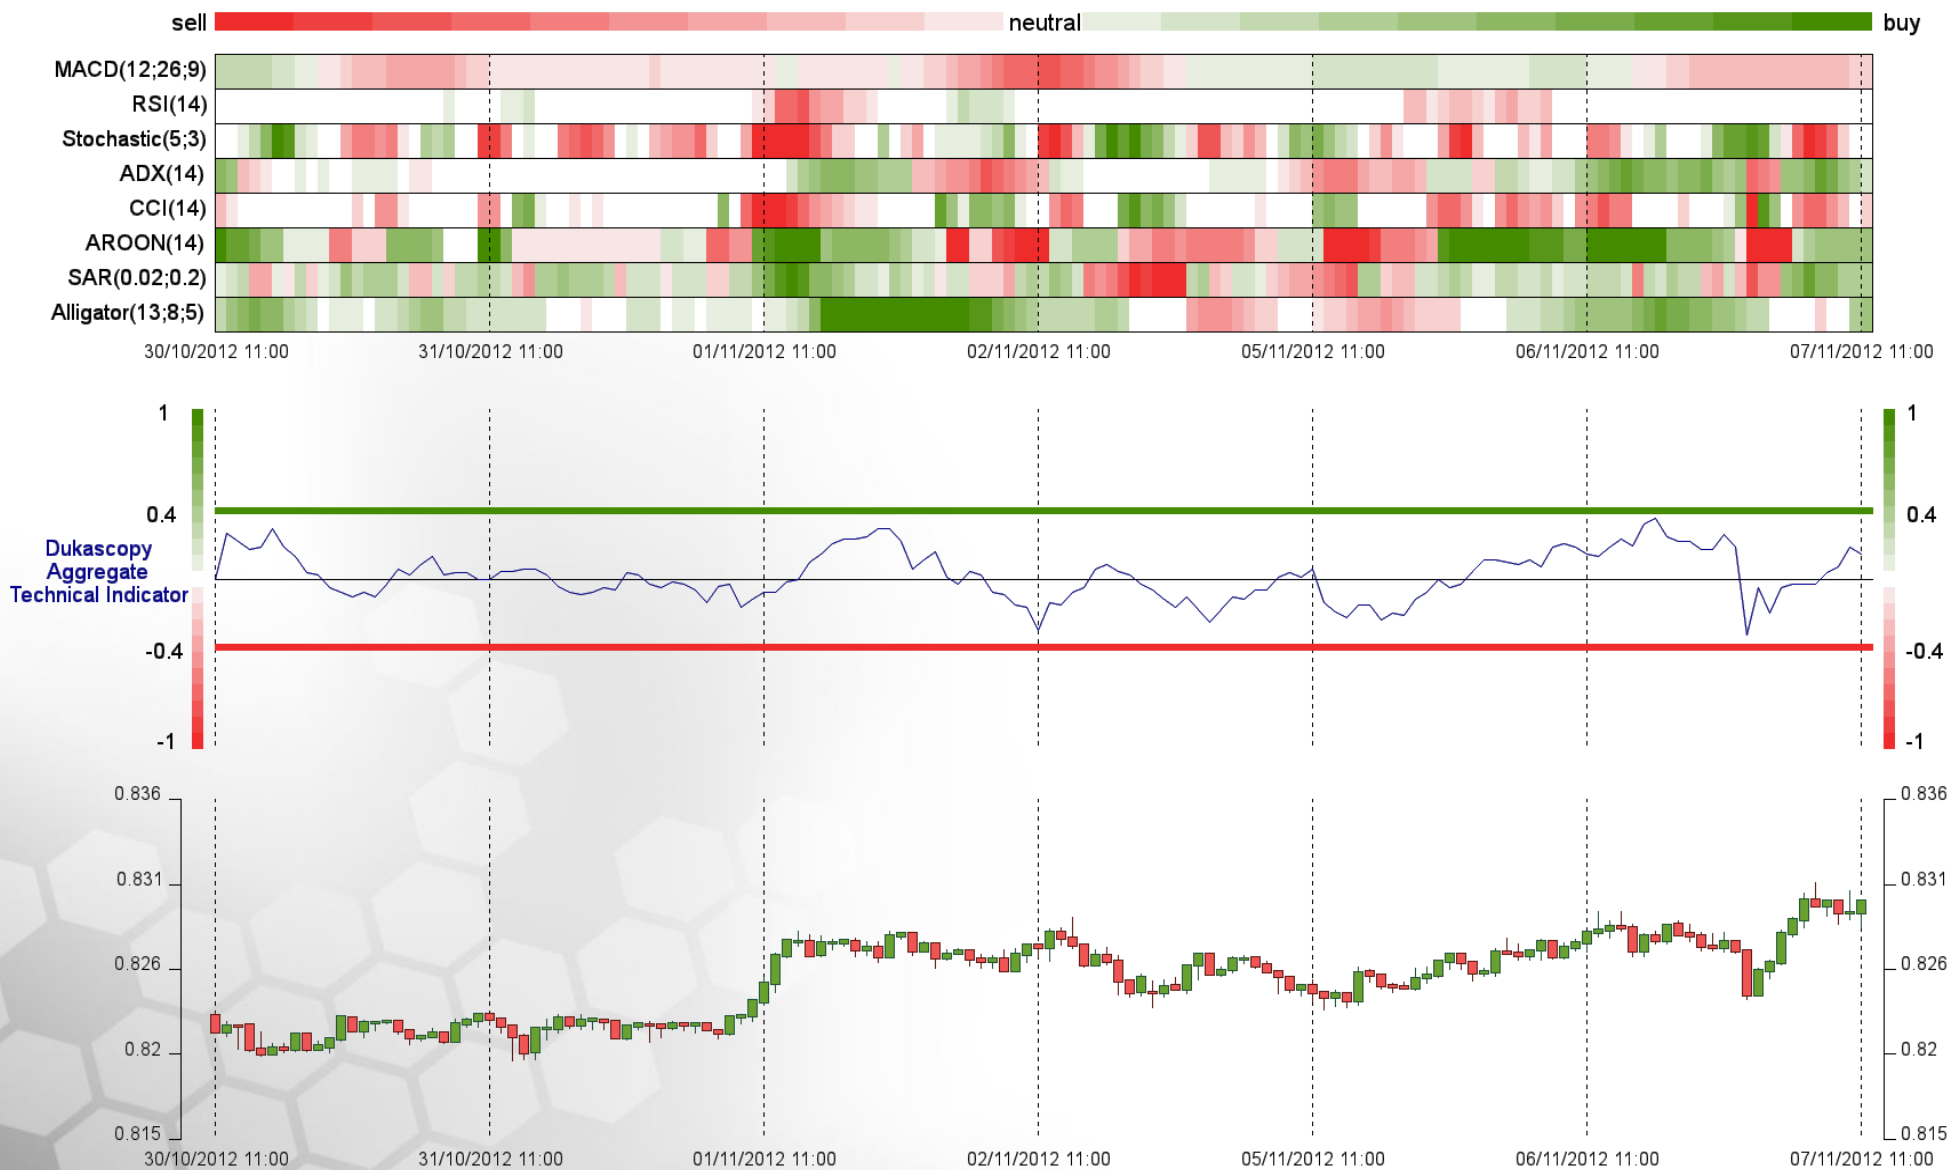 sell neutral buy
MACD(12;26;9)
RSI(14)
Stochastic(5;3)
ADX(14)
CCI(14)
AROON(14)
SAR(0.02;0.2)
Alligator(13;8;5)
30/10/2012 11:00 31/10/2012 11:00 01/11/2012 11:00 02/11/2012 11:00 05/11/2012 11:00 06/11/2012 11:00 07/11/2012 11:00
1 1
0.4 0.4
Dukascopy
Aggregate
Technical Indicator
-0.4 -0.4
-1 -1
0.836 0.836
0.831 0.831
0.826 0.826
0.82 0.82
0.815 0.815
30/10/2012 11:00 31/10/2012 11:00 01/11/2012 11:00 02/11/2012 11:00 05/11/2012 11:00 06/11/2012 11:00 07/11/2012 11:00